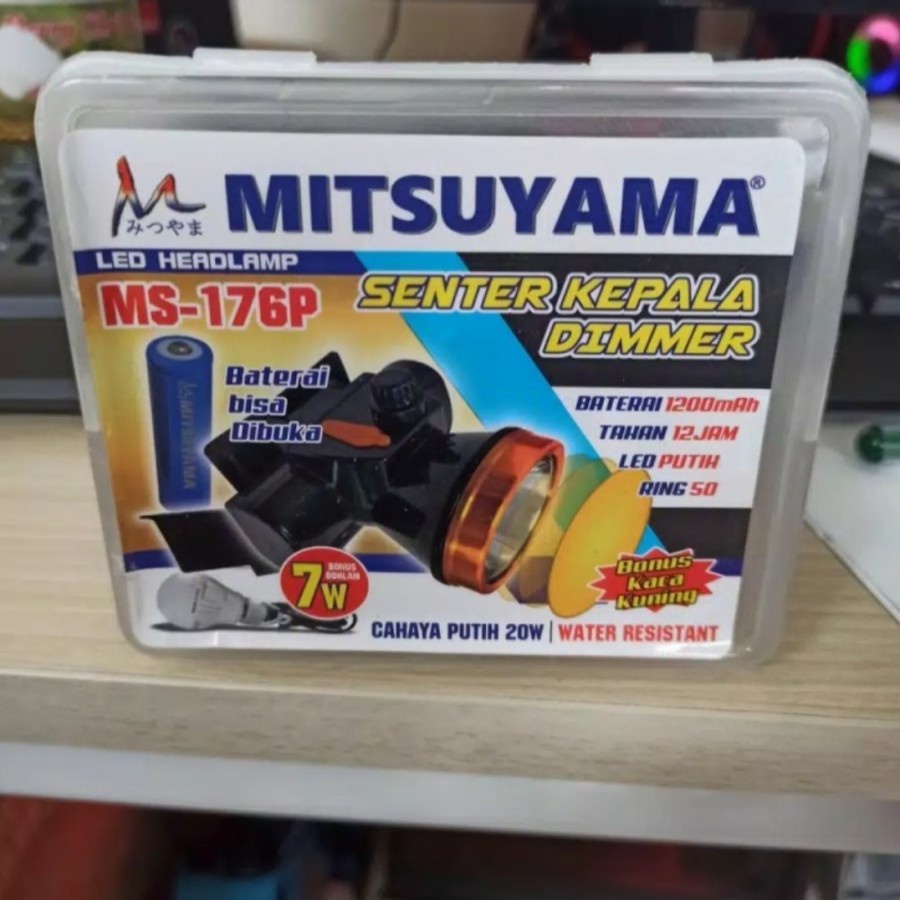 MITSUYAMA®
みつやま
LED HEADLAMP
MS-176P
SENTER KEPALA
DIMMER
Baterai
bisa
Dibuka
MITSUYAMA
BATERAI 1200mAh
TAHAN 12JAM
LED PUTIH
RING 50
7W
BONUS
BOHLAM
Bonus
Kaca
Kuning
CAHAYA PUTIH 20W | WATER RESISTANT